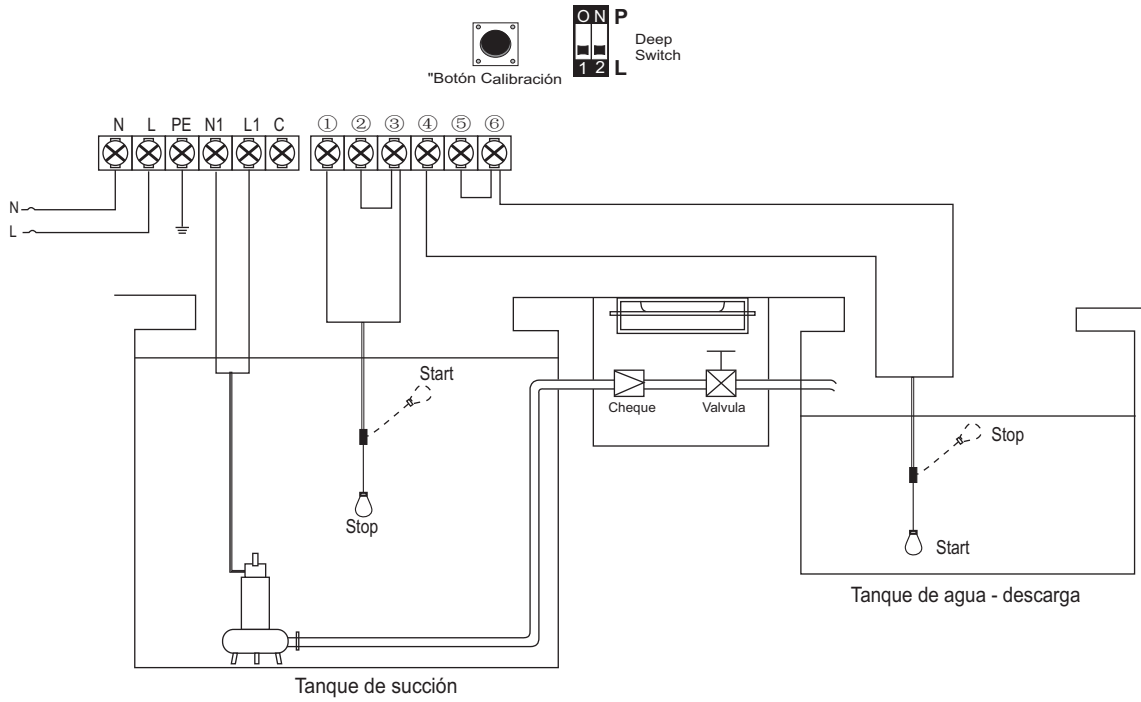 ON P
Deep
Switch
1 2 L
"Botón Calibración
N L PE N1 L1 C ① ② ③ ④ ⑤ ⑥
N
L
Start
Cheque
Valvula
Stop
Stop
Start
Tanque de agua - descarga
Tanque de succión